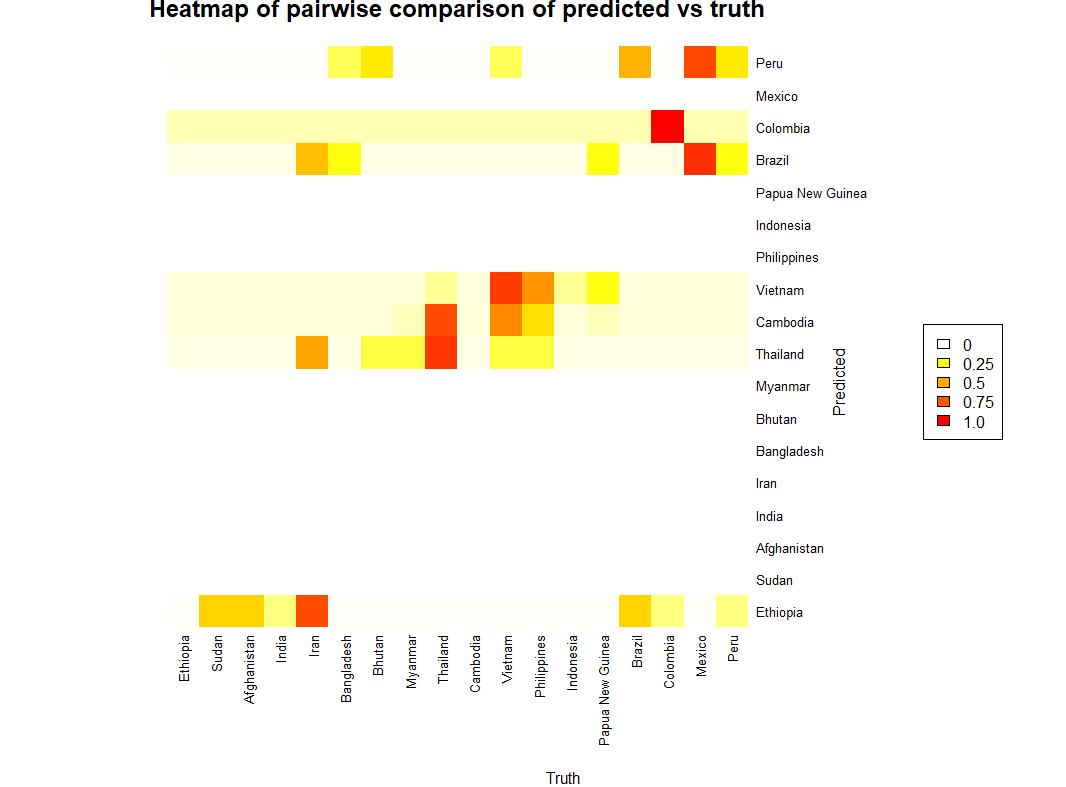 Heatmap of pairwise comparison of predicted vs truth
Peru
Mexico
Colombia
Brazil
Papua New Guinea
Indonesia
Philippines
Vietnam
Cambodia
Thailand
Myanmar
Bhutan
Bangladesh
Iran
India
Afghanistan
Sudan
Ethiopia
Predicted
0
0.25
0.5
0.75
1.0
Ethiopia
Sudan
Afghanistan
India
Iran
Bangladesh
Bhutan
Myanmar
Thailand
Cambodia
Vietnam
Philippines
Indonesia
Papua New Guinea
Brazil
Colombia
Mexico
Peru
Truth